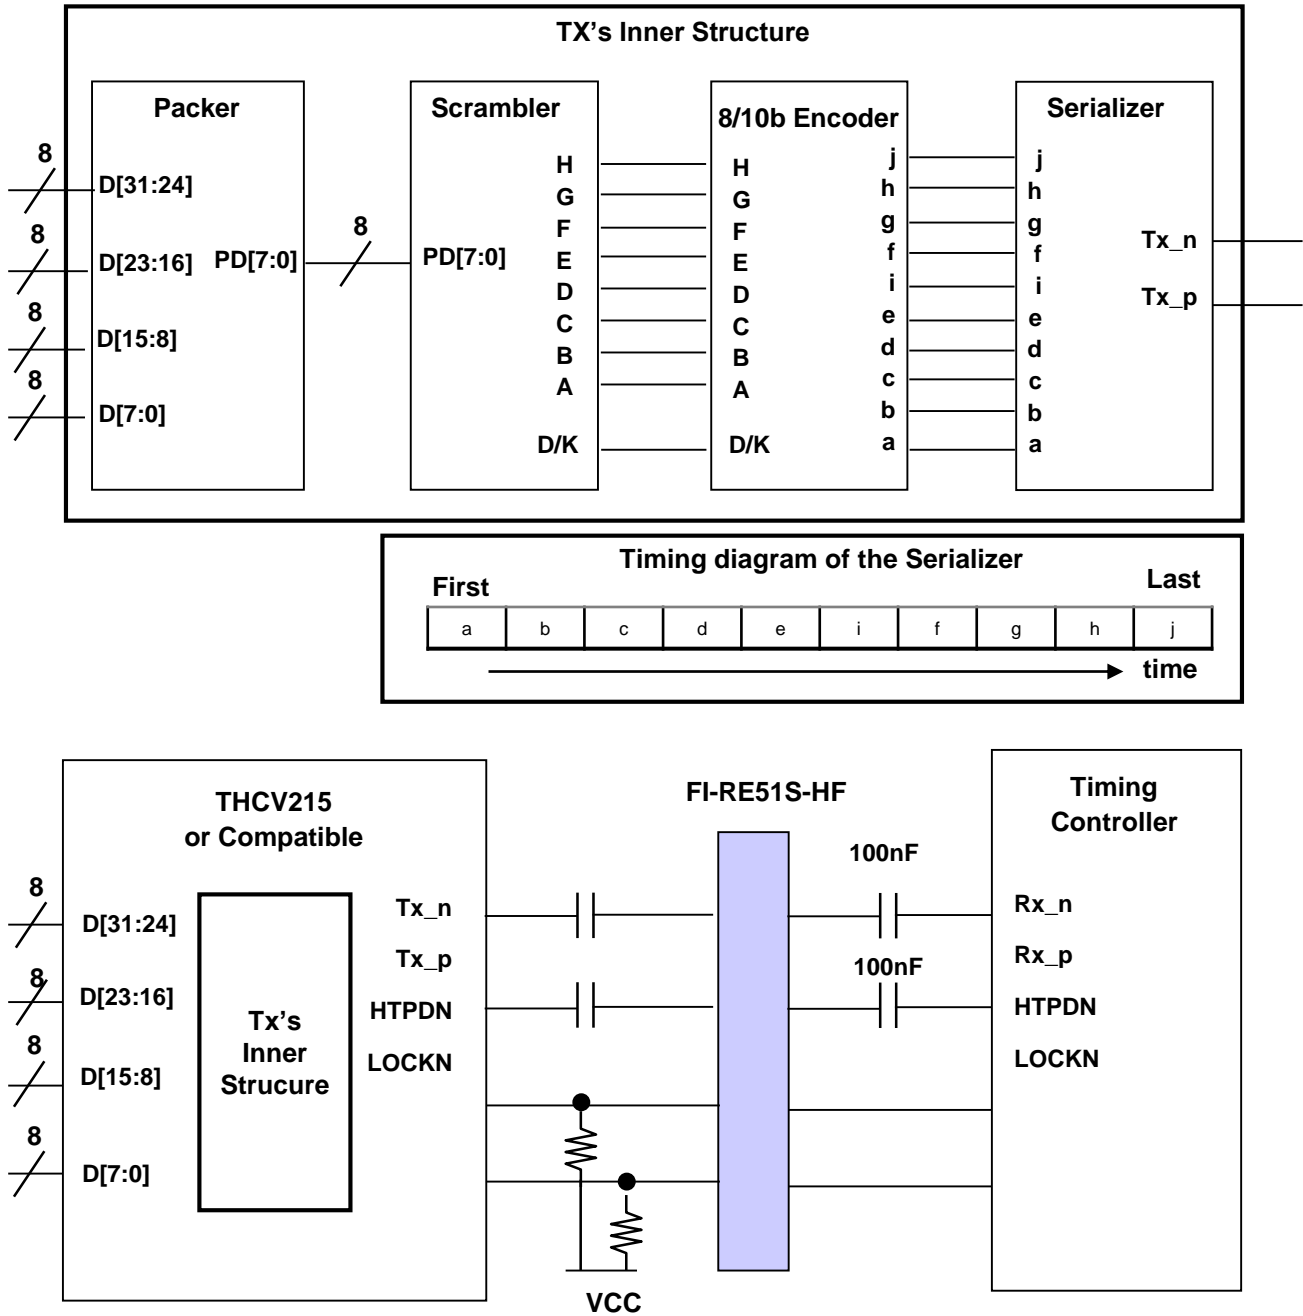 TX's Inner Structure
Packer
8
D[31:24]
8
D[23:16]
8
D[15:8]
8
D[7:0]
PD[7:0]
8
Scrambler
PD[7:0]
H
G
F
E
D
C
B
A
D/K
8/10b Encoder
H
G
F
E
D
C
B
A
D/K
j
h
g
f
i
e
d
c
b
a
Serializer
j
h
g
f
i
e
d
c
b
a
Tx_n
Tx_p
Timing diagram of the Serializer
First
Last
a b c d e i f g h j
time
THCV215
or Compatible
8
D[31:24]
8
D[23:16]
8
D[15:8]
8
D[7:0]
Tx's
Inner
Strucure
Tx_n
Tx_p
HTPDN
LOCKN
VCC
FI-RE51S-HF
100nF
100nF
Timing
Controller
Rx_n
Rx_p
HTPDN
LOCKN